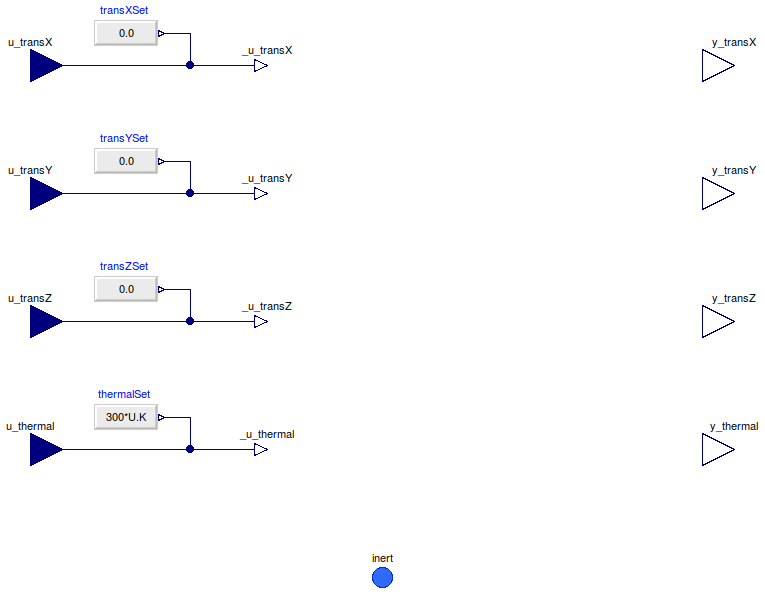 transXSet
u_transX
0.0
_u_transX
y_transX
transYSet
u_transY
0.0
_u_transY
y_transY
transZSet
u_transZ
0.0
_u_transZ
y_transZ
thermalSet
u_thermal
300*U.K
_u_thermal
y_thermal
inert